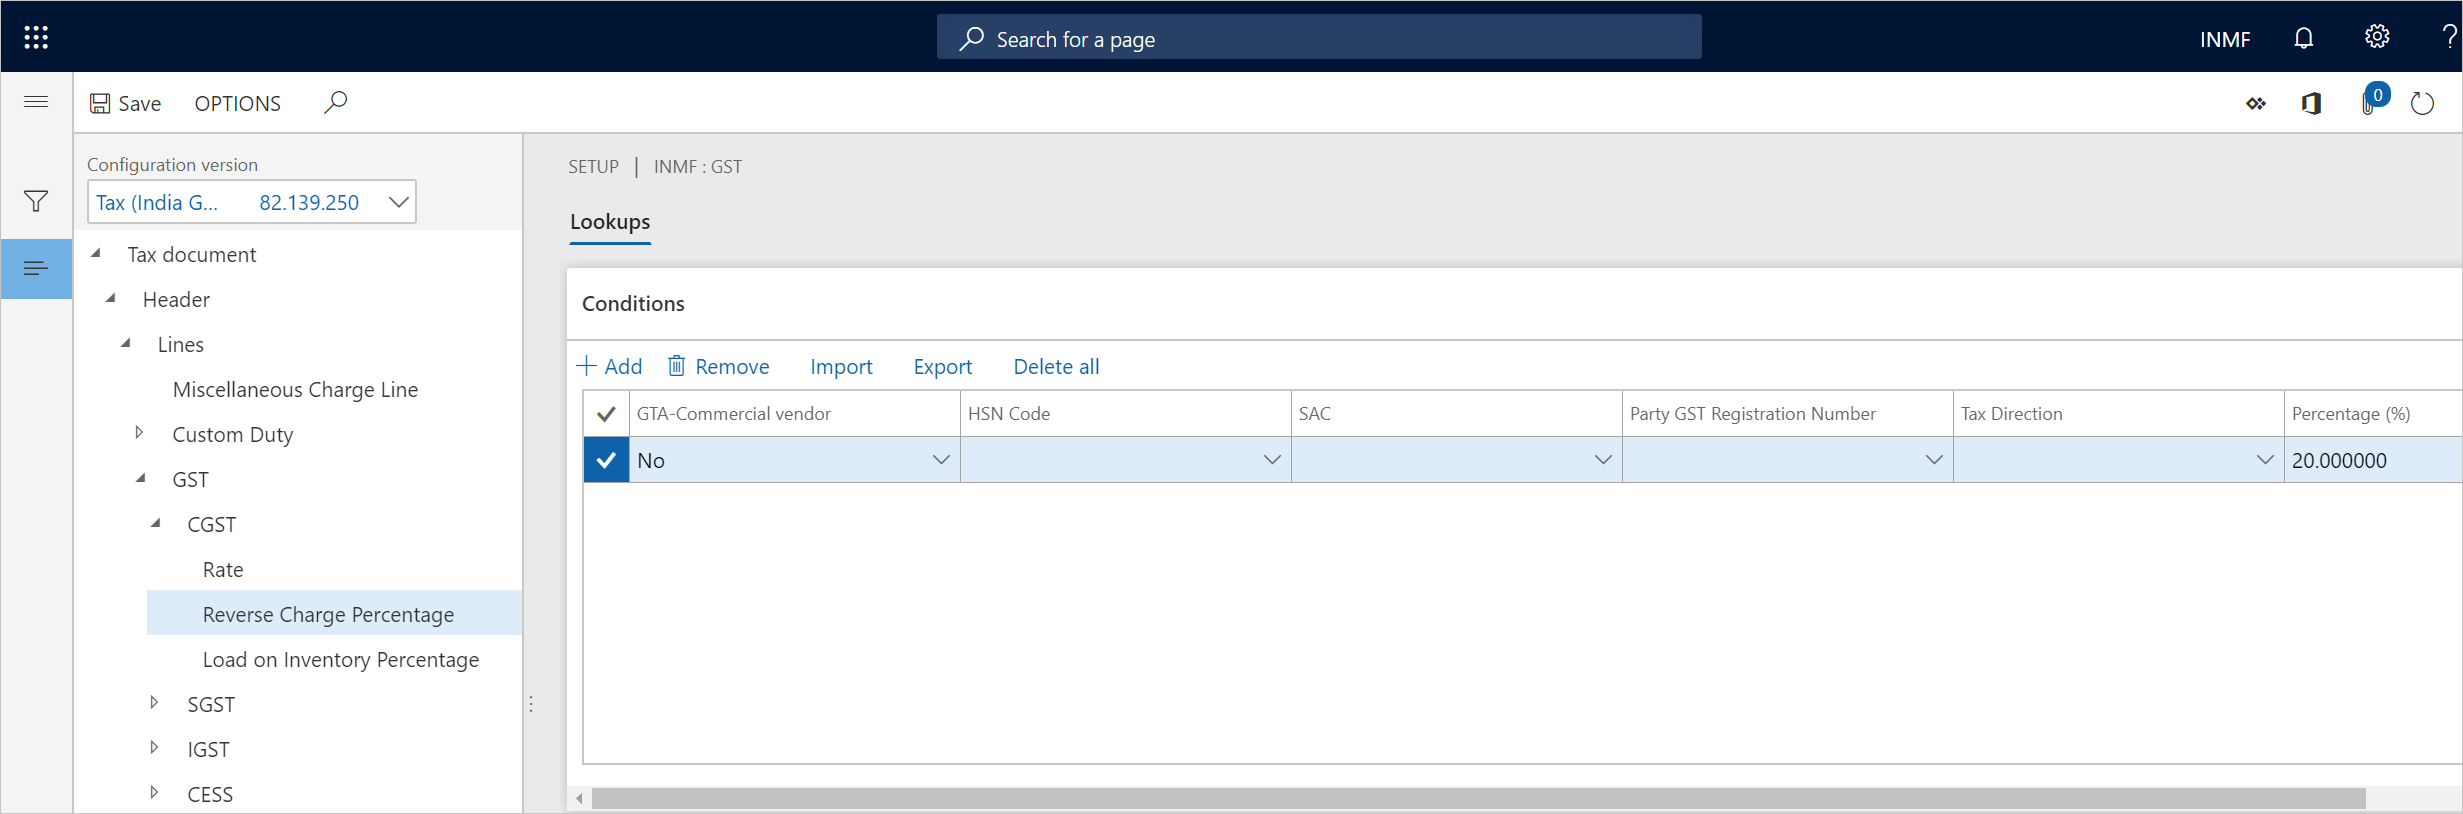 Search for a page
INMF
?
Save OPTIONS
0
Configuration version
Tax (India G... 82.139.250
Tax document
Header
Lines
Miscellaneous Charge Line
Custom Duty
GST
CGST
Rate
Reverse Charge Percentage
Load on Inventory Percentage
SGST
IGST
CESS
SETUP | INMF : GST
Lookups
Conditions
Add Remove Import Export Delete all
GTA-Commercial vendor HSN Code SAC Party GST Registration Number Tax Direction Percentage (%)
No 20.000000